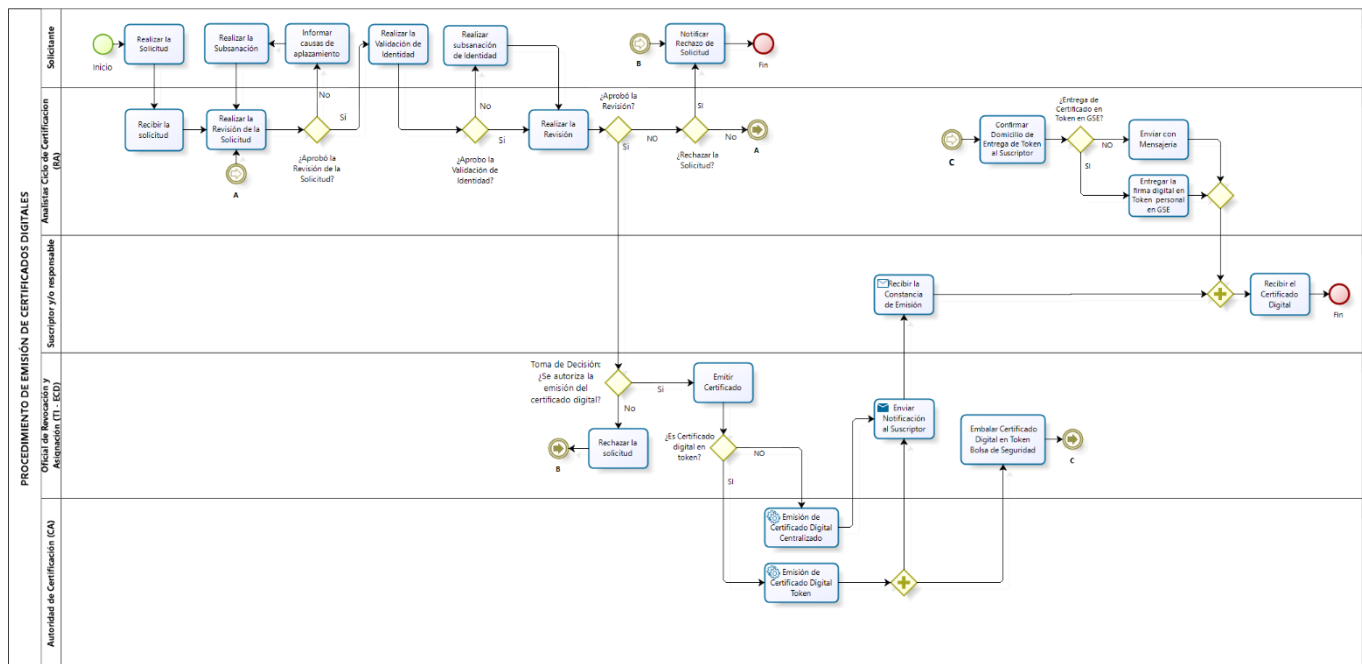 PROCEDIMIENTO DE EMISIÓN DE CERTIFICADOS DIGITALES
Solicitante
Inicio
Realizar la
Solicitud
Realizar la
Subsanación
Informar
causas de
aplazamiento
Realizar la
Validación de
Identidad
Realizar
subsanación
de Identidad
B
Notificar
Rechazo de
Solicitud
Fin
Analistas Ciclo de Certificacion
(RA)
Recibir la
solicitud
Realizar la
Revisión de la
Solicitud
A
No
Si
¿Aprobó la
Revisión de la
Solicitud?
No
Si
¿Aprobo la
Validación de
Identidad?
Realizar la
Revisión
¿Aprobó la
Revisión?
NO
Si
SI
No
¿Rechazar la
Solicitud?
A
C
Confirmar
Domicilio de
Entrega de Token
al Suscriptor
¿Entrega de
Certificado en
Token en GSE?
NO
SI
Enviar con
Mensajeria
Entregar la
firma digital en
Token personal
en GSE
Suscriptor y/o responsable
Recibir la
Constancia
de Emisión
Recibir el
Certificado
Digital
Fin
Oficial de Revocación y
Asignación (TI - ECD)
Toma de Decisión:
¿Se autoriza la
emisión del
certificado digital?
Si
No
Emitir
Certificado
B
Rechazar la
solicitud
¿Es Certificado
digital en
token?
NO
SI
Enviar
Notificación
al Suscriptor
Embalar Certificado
Digital en Token
Bolsa de Seguridad
C
Autoridad de Certificación (CA)
Emisión de
Certificado Digital
Centralizado
Emisión de
Certificado Digital
Token